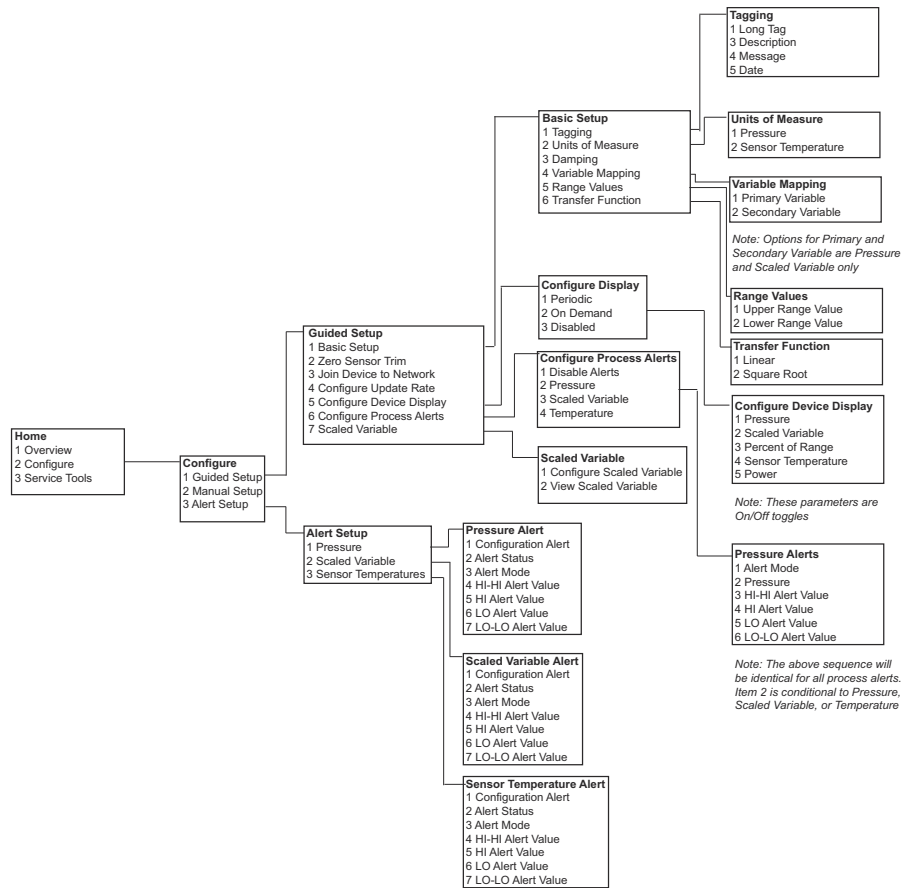 Home
1 Overview
2 Configure
3 Service Tools
Configure
1 Guided Setup
2 Manual Setup
3 Alert Setup
Guided Setup
1 Basic Setup
2 Zero Sensor Trim
3 Join Device to Network
4 Configure Update Rate
5 Configure Device Display
6 Configure Process Alerts
7 Scaled Variable
Alert Setup
1 Pressure
2 Scaled Variable
3 Sensor Temperatures
Basic Setup
1 Tagging
2 Units of Measure
3 Damping
4 Variable Mapping
5 Range Values
6 Transfer Function
Configure Display
1 Periodic
2 On Demand
3 Disabled
Configure Process Alerts
1 Disable Alerts
2 Pressure
3 Scaled Variable
4 Temperature
Scaled Variable
1 Configure Scaled Variable
2 View Scaled Variable
Pressure Alert
1 Configuration Alert
2 Alert Status
3 Alert Mode
4 HI-HI Alert Value
5 HI Alert Value
6 LO Alert Value
7 LO-LO Alert Value
Scaled Variable Alert
1 Configuration Alert
2 Alert Status
3 Alert Mode
4 HI-HI Alert Value
5 HI Alert Value
6 LO Alert Value
7 LO-LO Alert Value
Sensor Temperature Alert
1 Configuration Alert
2 Alert Status
3 Alert Mode
4 HI-HI Alert Value
5 HI Alert Value
6 LO Alert Value
7 LO-LO Alert Value
Tagging
1 Long Tag
3 Description
4 Message
5 Date
Units of Measure
1 Pressure
2 Sensor Temperature
Variable Mapping
1 Primary Variable
2 Secondary Variable
Note: Options for Primary and
Secondary Variable are Pressure
and Scaled Variable only
Range Values
1 Upper Range Value
2 Lower Range Value
Transfer Function
1 Linear
2 Square Root
Configure Device Display
1 Pressure
2 Scaled Variable
3 Percent of Range
4 Sensor Temperature
5 Power
Note: These parameters are
On/Off toggles
Pressure Alerts
1 Alert Mode
2 Pressure
3 HI-HI Alert Value
4 HI Alert Value
5 LO Alert Value
6 LO-LO Alert Value
Note: The above sequence will
be identical for all process alerts.
Item 2 is conditional to Pressure,
Scaled Variable, or Temperature